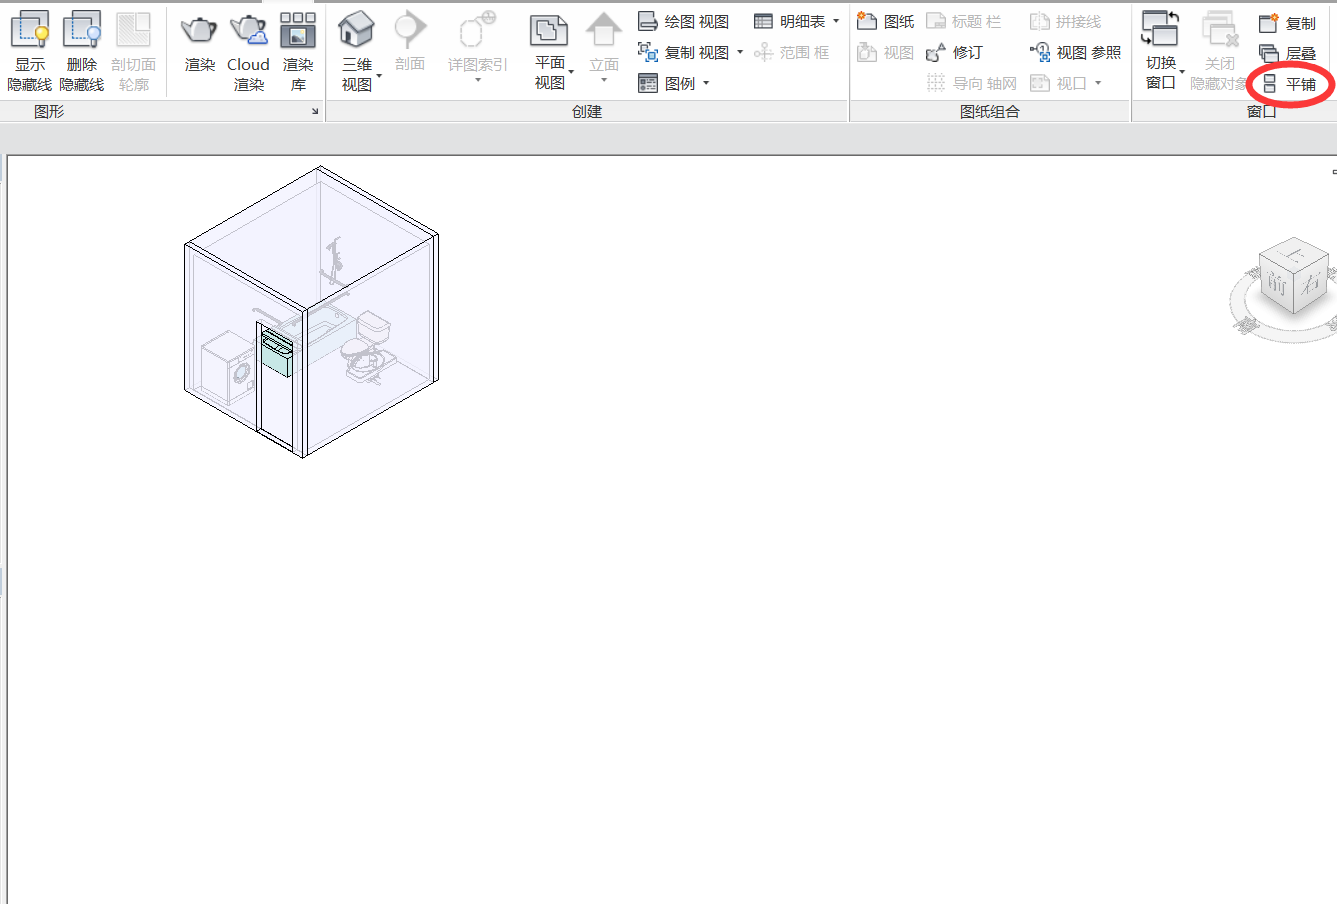 显示
隐藏线
删除
隐藏线
剖切面
轮廓
渲染
Cloud
渲染
渲染
库
图形
三维
视图
剖面
详图索引
平面
视图
立面
绘图 视图
复制 视图
图例
明细表
范围 框
创建
图纸
视图
标题 栏
修订
导向 轴网
拼接线
视图 参照
视口
图纸组合
切换
窗口
关闭
隐藏对象
复制
层叠
平铺
窗口
上
前
右